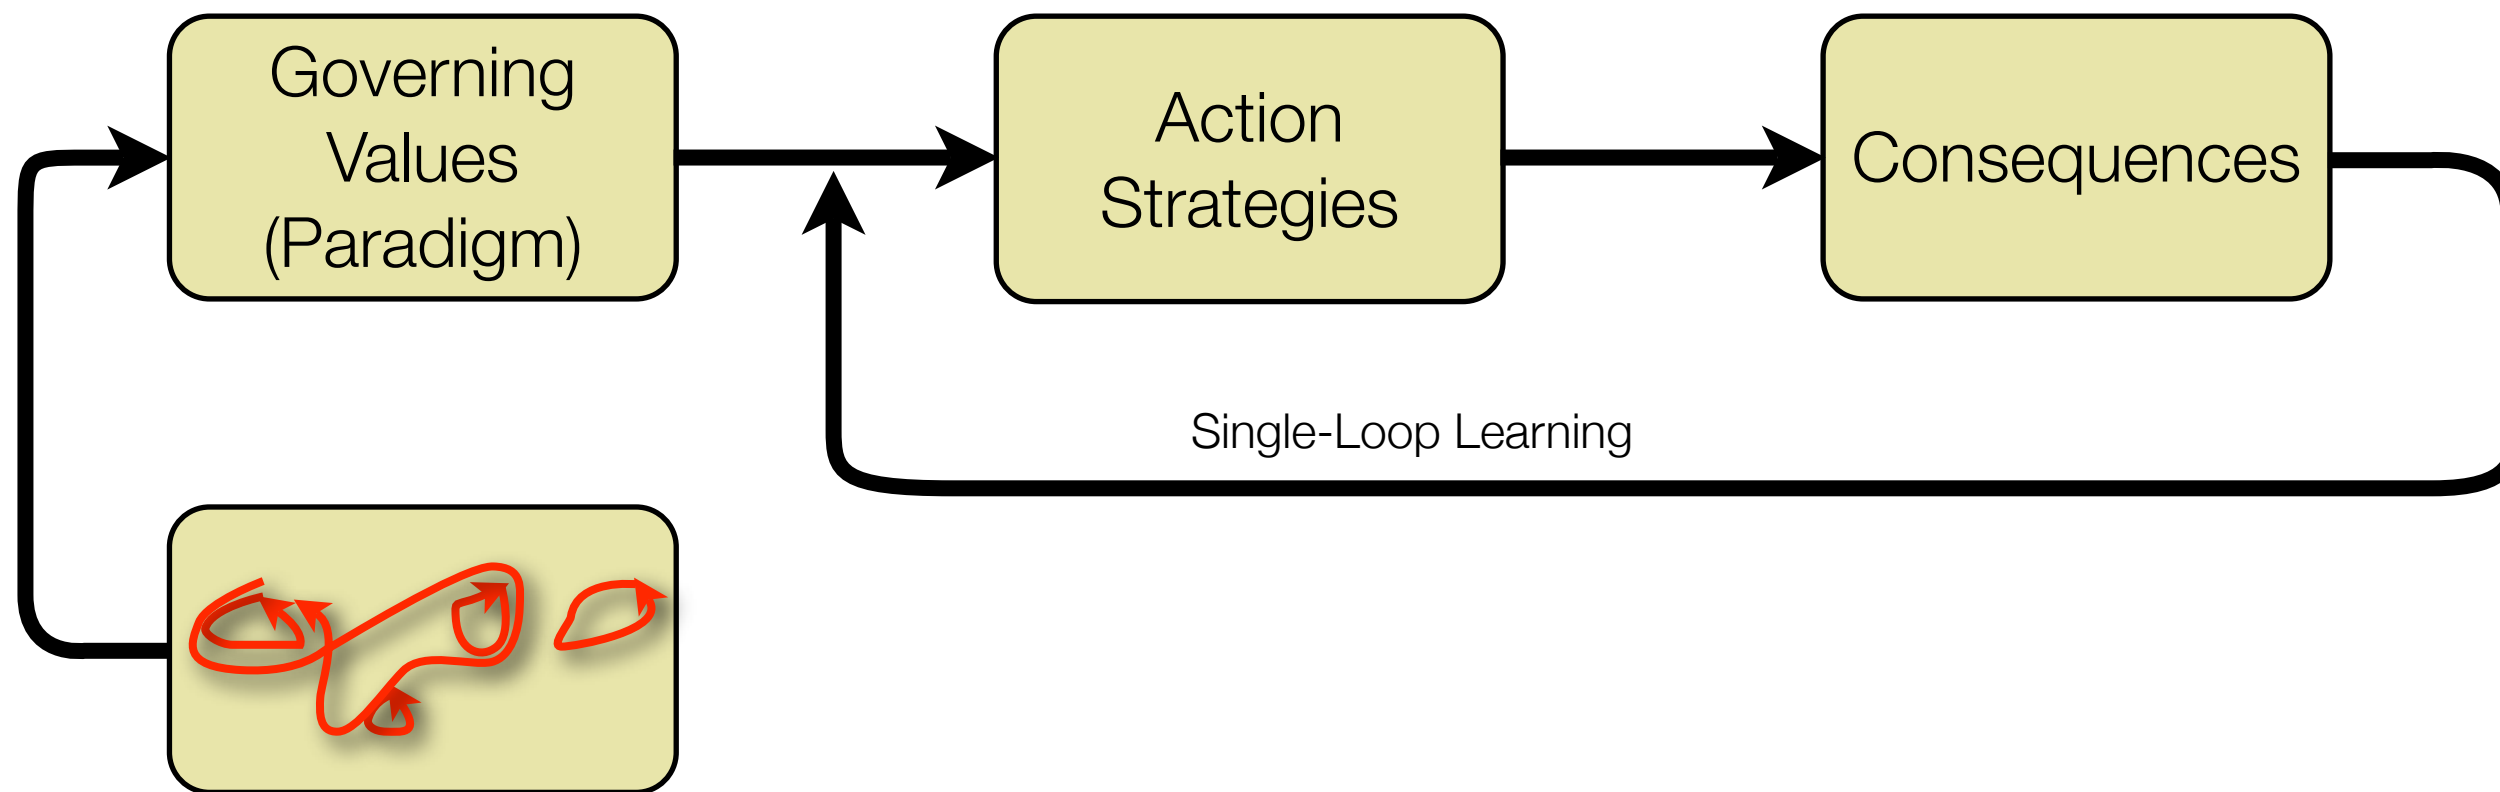 Governing
Values
(Paradigm)
Action
Strategies
Consequences
Single-Loop Learning